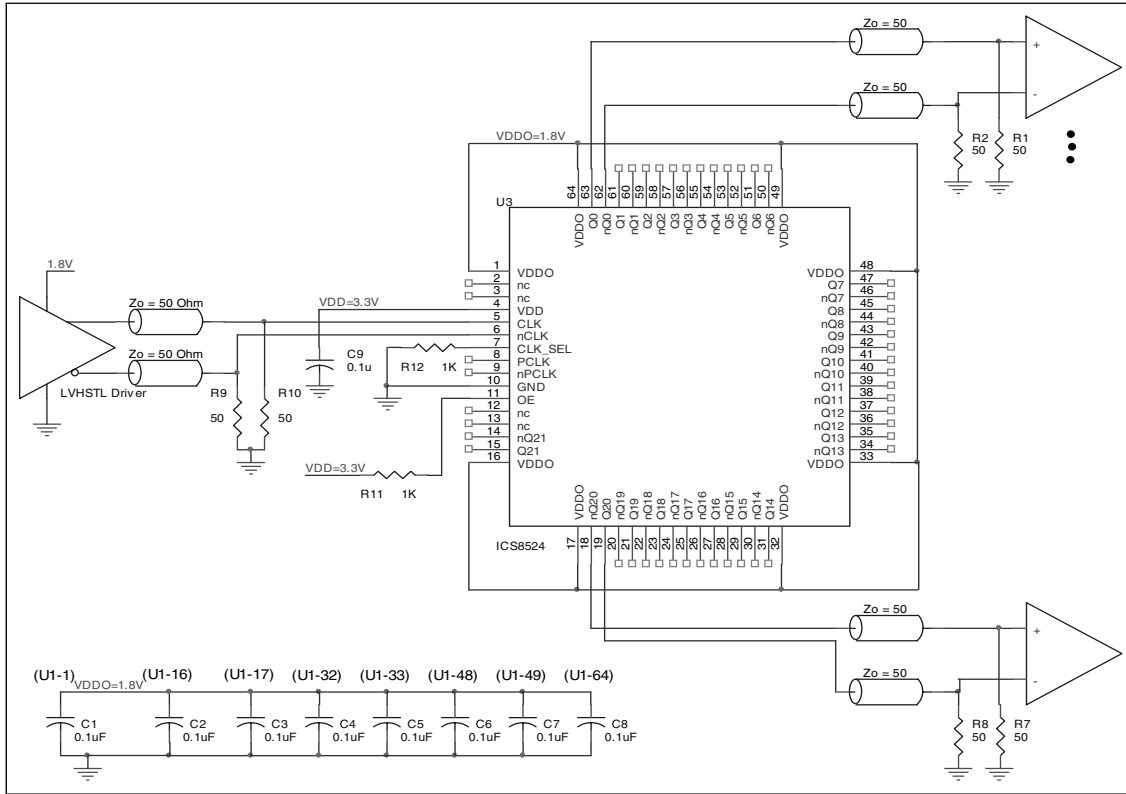 Zo = 50
Zo = 50
+
-
R2
50
R1
50
VDDO=1.8V
64
63
62
61
60
59
58
57
56
55
54
53
52
51
50
49
U3
VDDO
Q0
nQ0
Q1
nQ1
Q2
nQ2
Q3
nQ3
Q4
nQ4
Q5
nQ5
Q6
nQ6
VDDO
1.8V
Zo = 50 Ohm
Zo = 50 Ohm
LVHSTL Driver
R9
50
R10
50
VDD=3.3V
C9
0.1u
R12
1K
VDD=3.3V
R11
1K
1 VDDO
2 nc
3 nc
4 VDD
5 CLK
6 nCLK
7 CLK_SEL
8 PCLK
9 nPCLK
10 GND
11 OE
12 nc
13 nc
14 nQ21
15 Q21
16 VDDO
VDDO 48
Q7 47
nQ7 46
Q8 45
nQ8 44
Q9 43
nQ9 42
Q10 41
nQ10 40
Q11 39
nQ11 38
Q12 37
nQ12 36
Q13 35
nQ13 34
VDDO 33
VDDO
nQ20
Q20
nQ19
Q19
nQ18
Q18
nQ17
Q17
nQ16
Q16
nQ15
Q15
nQ14
Q14
VDDO
ICS8524
17
18
19
20
21
22
23
24
25
26
27
28
29
30
31
32
Zo = 50
Zo = 50
+
-
R8
50
R7
50
(U1-1)
(U1-16)
(U1-17)
(U1-32)
(U1-33)
(U1-48)
(U1-49)
(U1-64)
VDDO=1.8V
C1
0.1uF
C2
0.1uF
C3
0.1uF
C4
0.1uF
C5
0.1uF
C6
0.1uF
C7
0.1uF
C8
0.1uF